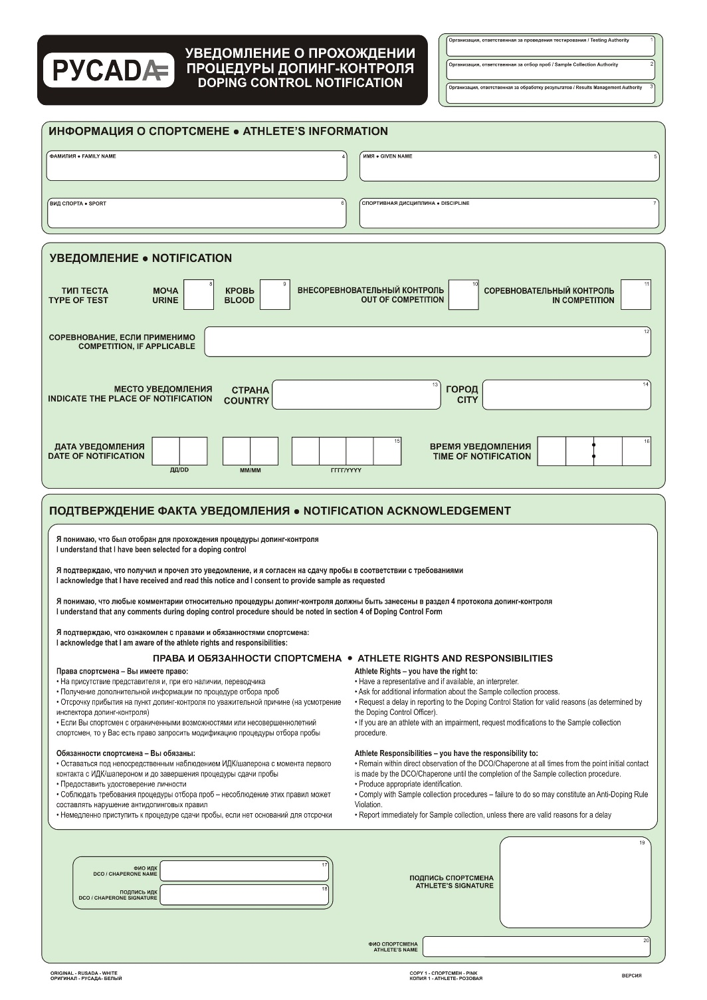 РУСАДА
УВЕДОМЛЕНИЕ О ПРОХОЖДЕНИИ
ПРОЦЕДУРЫ ДОПИНГ-КОНТРОЛЯ
DOPING CONTROL NOTIFICATION
Организация, ответственная за проведения тестирования / Testing Authority 1
Организация, ответственная за отбор проб / Sample Collection Authority 2
Организация, ответственная за обработку результатов / Results Management Authority 3
ИНФОРМАЦИЯ О СПОРТСМЕНЕ ● ATHLETE'S INFORMATION
ФАМИЛИЯ ● FAMILY NAME 4
ИМЯ ● GIVEN NAME 5
ВИД СПОРТА ● SPORT 6
СПОРТИВНАЯ ДИСЦИПЛИНА ● DISCIPLINE 7
УВЕДОМЛЕНИЕ ● NOTIFICATION
ТИП ТЕСТА
TYPE OF TEST
МОЧА
URINE
8
КРОВЬ
BLOOD
9
ВНЕСОРЕВНОВАТЕЛЬНЫЙ КОНТРОЛЬ
OUT OF COMPETITION
10
СОРЕВНОВАТЕЛЬНЫЙ КОНТРОЛЬ
IN COMPETITION
11
СОРЕВНОВАНИЕ, ЕСЛИ ПРИМЕНИМО
COMPETITION, IF APPLICABLE
12
МЕСТО УВЕДОМЛЕНИЯ
INDICATE THE PLACE OF NOTIFICATION
СТРАНА
COUNTRY
13
ГОРОД
CITY
14
ДАТА УВЕДОМЛЕНИЯ
DATE OF NOTIFICATION
15
ДД/DD
ММ/MM
ГГГГ/YYYY
ВРЕМЯ УВЕДОМЛЕНИЯ
TIME OF NOTIFICATION
:
16
ПОДТВЕРЖДЕНИЕ ФАКТА УВЕДОМЛЕНИЯ ● NOTIFICATION ACKNOWLEDGEMENT
Я понимаю, что был отобран для прохождения процедуры допинг-контроля
I understand that I have been selected for a doping control
Я подтверждаю, что получил и прочел это уведомление, и я согласен на сдачу пробы в соответствии с требованиями
I acknowledge that I have received and read this notice and I consent to provide sample as requested
Я понимаю, что любые комментарии относительно процедуры допинг-контроля должны быть занесены в раздел 4 протокола допинг-контроля
I understand that any comments during doping control procedure should be noted in section 4 of Doping Control Form
Я подтверждаю, что ознакомлен с правами и обязанностями спортсмена:
I acknowledge that I am aware of the athlete rights and responsibilities:
ПРАВА И ОБЯЗАННОСТИ СПОРТСМЕНА ● ATHLETE RIGHTS AND RESPONSIBILITIES
Права спортсмена – Вы имеете право:
• На присутствие представителя и, при его наличии, переводчика
• Получение дополнительной информации по процедуре отбора проб
• Отсрочку прибытия на пункт допинг-контроля по уважительной причине (на усмотрение
инспектора допинг-контроля)
• Если Вы спортсмен с ограниченными возможностями или несовершеннолетний
спортсмен, то у Вас есть право запросить модификацию процедуры отбора пробы
Обязанности спортсмена – Вы обязаны:
• Оставаться под непосредственным наблюдением ИДК/шаперона с момента первого
контакта с ИДК/шапероном и до завершения процедуры сдачи пробы
• Предоставить удостоверение личности
• Соблюдать требования процедуры отбора проб – несоблюдение этих правил может
составлять нарушение антидопинговых правил
• Немедленно приступить к процедуре сдачи пробы, если нет оснований для отсрочки
Athlete Rights – you have the right to:
• Have a representative and if available, an interpreter.
• Ask for additional information about the Sample collection process.
• Request a delay in reporting to the Doping Control Station for valid reasons (as determined by
the Doping Control Officer).
• If you are an athlete with an impairment, request modifications to the Sample collection
procedure.
Athlete Responsibilities – you have the responsibility to:
• Remain within direct observation of the DCO/Chaperone at all times from the point initial contact
is made by the DCO/Chaperone until the completion of the Sample collection procedure.
• Produce appropriate identification.
• Comply with Sample collection procedures – failure to do so may constitute an Anti-Doping Rule
Violation.
• Report immediately for Sample collection, unless there are valid reasons for a delay
ФИО ИДК
DCO / CHAPERONE NAME
17
ПОДПИСЬ ИДК
DCO / CHAPERONE SIGNATURE
18
ПОДПИСЬ СПОРТСМЕНА
ATHLETE'S SIGNATURE
19
ФИО СПОРТСМЕНА
ATHLETE'S NAME
20
ORIGINAL - RUSADA - WHITE
ОРИГИНАЛ - РУСАДА- БЕЛЫЙ
COPY 1 - СПОРТСМЕН - PINK
КОПИЯ 1 - ATHLETE- РОЗОВАЯ
ВЕРСИЯ